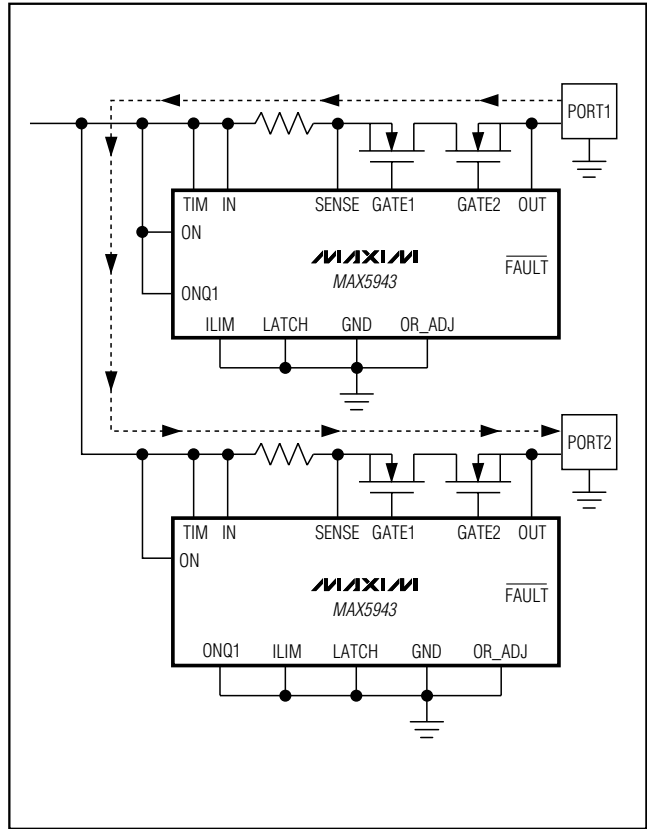 PORT1
TIM IN SENSE GATE1 GATE2 OUT
ON
MAXIM
MAX5943
FAULT
ONQ1
ILIM LATCH GND OR_ADJ
PORT2
TIM IN SENSE GATE1 GATE2 OUT
ON
MAXIM
MAX5943
FAULT
ONQ1 ILIM LATCH GND OR_ADJ